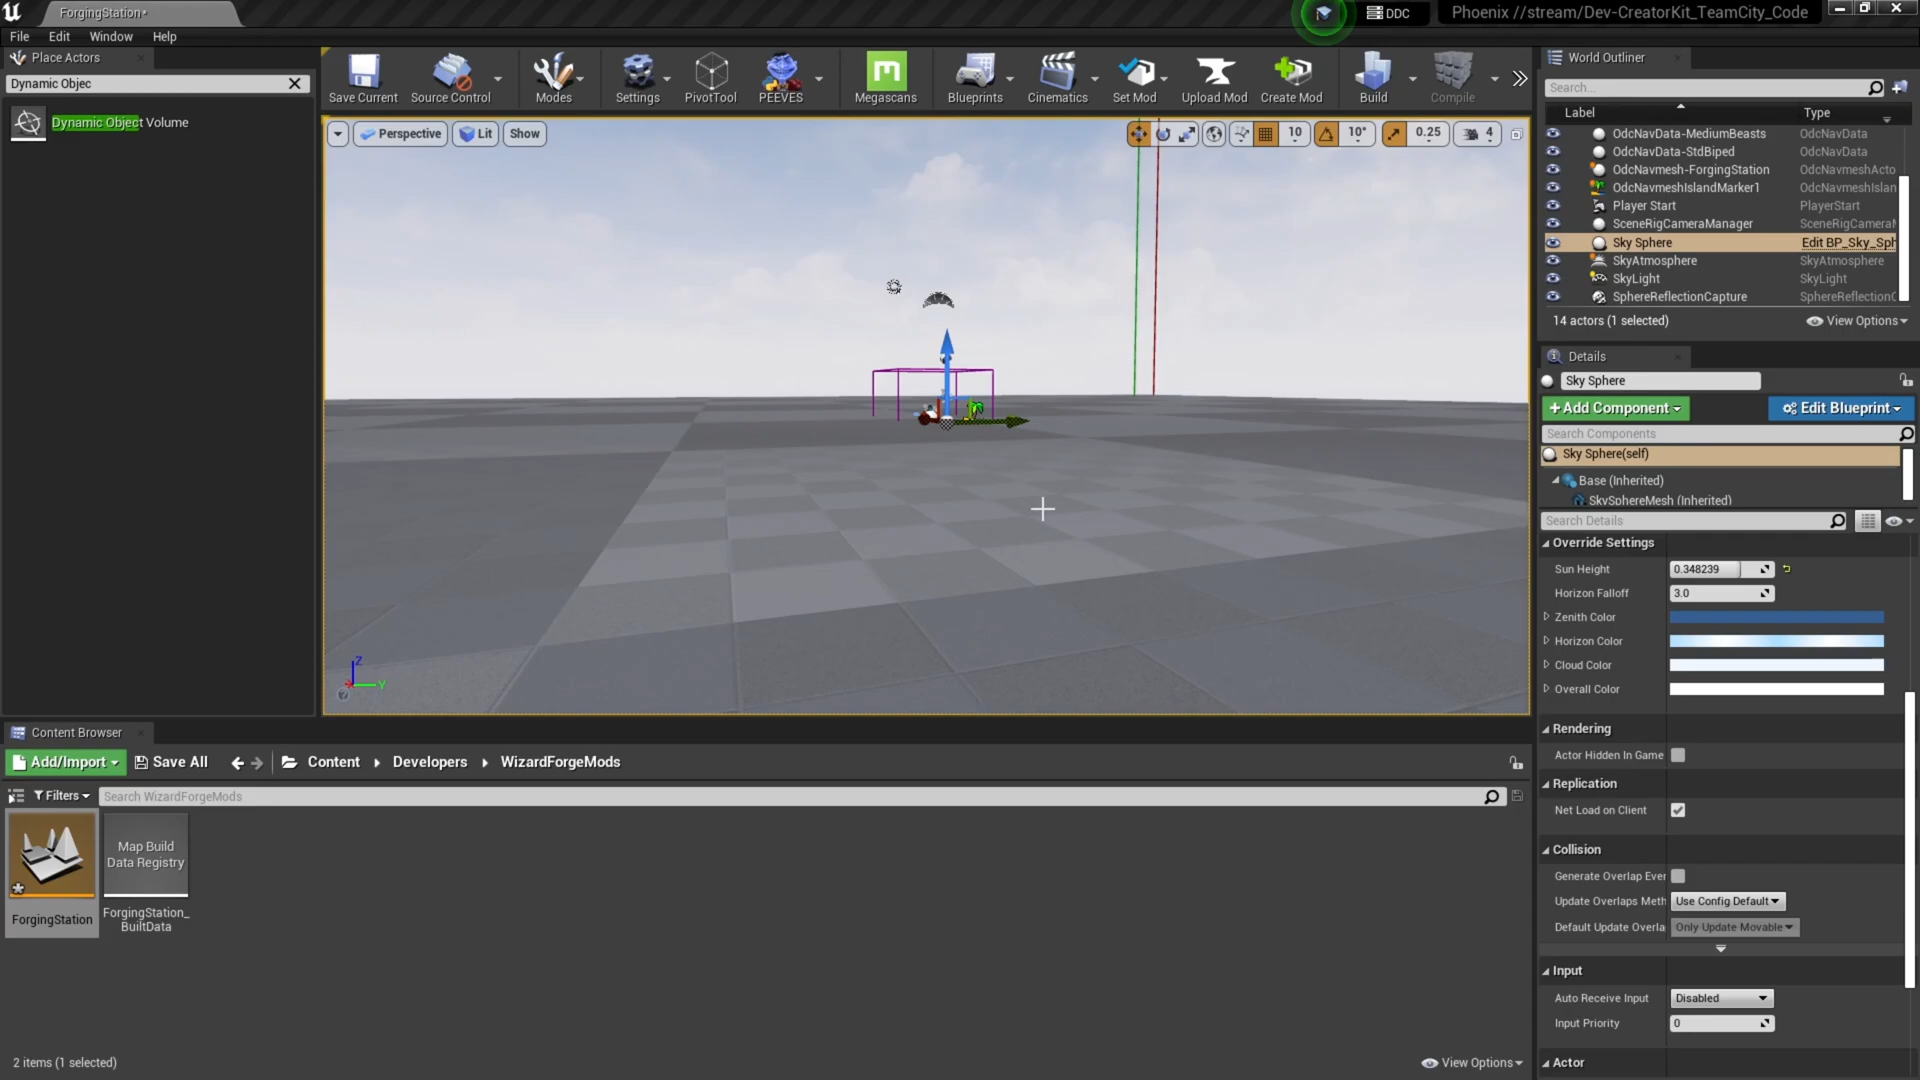 ForgingStation•
DDC
Phoenix //stream/Dev-CreatorKit_TeamCity_Code
File Edit Window Help
Place Actors
Dynamic Objec
Dynamic Object Volume
Save Current
Source Control
Modes
Settings
PivotTool
PEEVES
Megascans
Blueprints
Cinematics
Set Mod
Upload Mod
Create Mod
Build
Compile
Perspective
Lit
Show
10
10°
0.25
4
Z
Y
World Outliner
Search...
Label Type
OdcNavData-MediumBeasts OdcNavData
OdcNavData-StdBiped OdcNavData
OdcNavmesh-ForgingStation OdcNavmeshActo
OdcNavmeshIslandMarker1 OdcNavmeshIslan
Player Start PlayerStart
SceneRigCameraManager SceneRigCameraM
Sky Sphere Edit BP_Sky_Sph
SkyAtmosphere SkyAtmosphere
SkyLight SkyLight
SphereReflectionCapture SphereReflectionC
14 actors (1 selected) View Options
Details
Sky Sphere
+Add Component Edit Blueprint
Search Components
Sky Sphere(self)
Base (Inherited)
SkySphereMesh (Inherited)
Search Details
Override Settings
Sun Height 0.348239
Horizon Falloff 3.0
Zenith Color
Horizon Color
Cloud Color
Overall Color
Rendering
Actor Hidden In Game
Replication
Net Load on Client
Collision
Generate Overlap Ever
Update Overlaps Meth Use Config Default
Default Update Overla Only Update Movable
Input
Auto Receive Input Disabled
Input Priority 0
Actor
Content Browser
Add/Import Save All Content Developers WizardForgeMods
Filters Search WizardForgeMods
Map Build
Data Registry
ForgingStation
ForgingStation_
BuiltData
2 items (1 selected) View Options